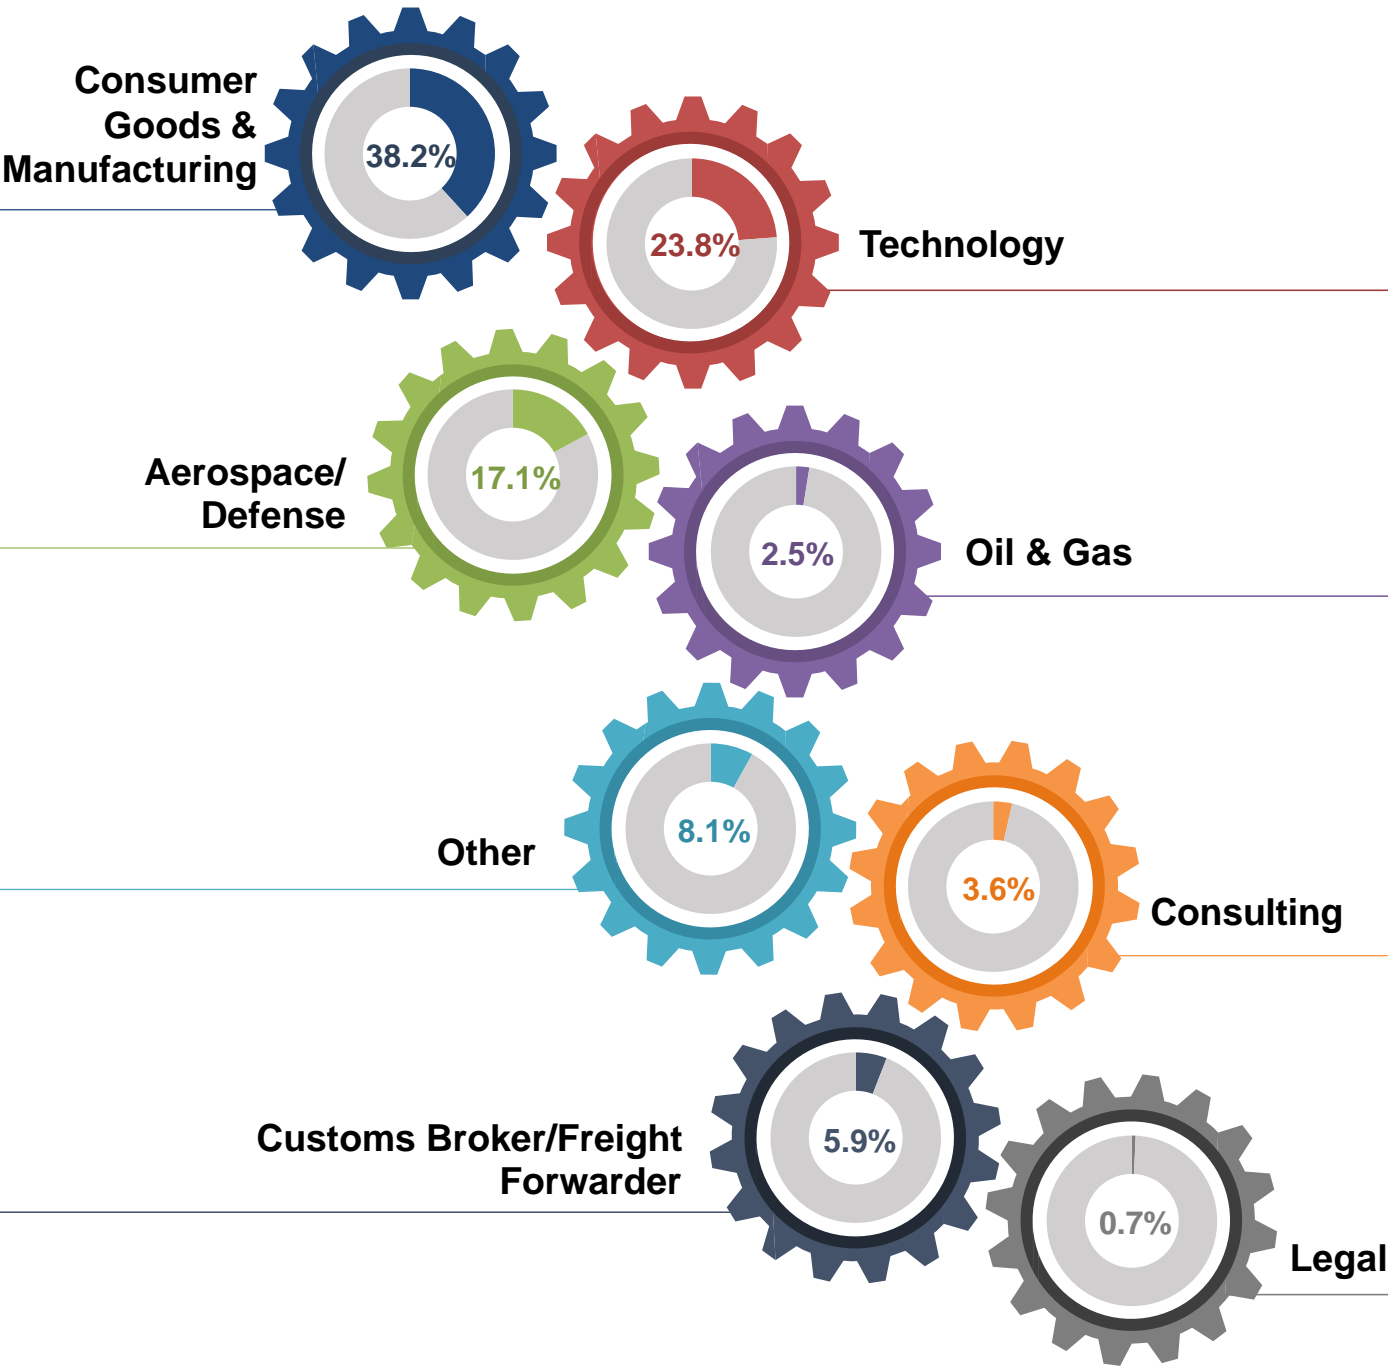 Consumer
Goods &
Manufacturing
38.2%
23.8%
Technology
Aerospace/
Defense
17.1%
2.5%
Oil & Gas
Other
8.1%
3.6%
Consulting
Customs Broker/Freight
Forwarder
5.9%
0.7%
Legal